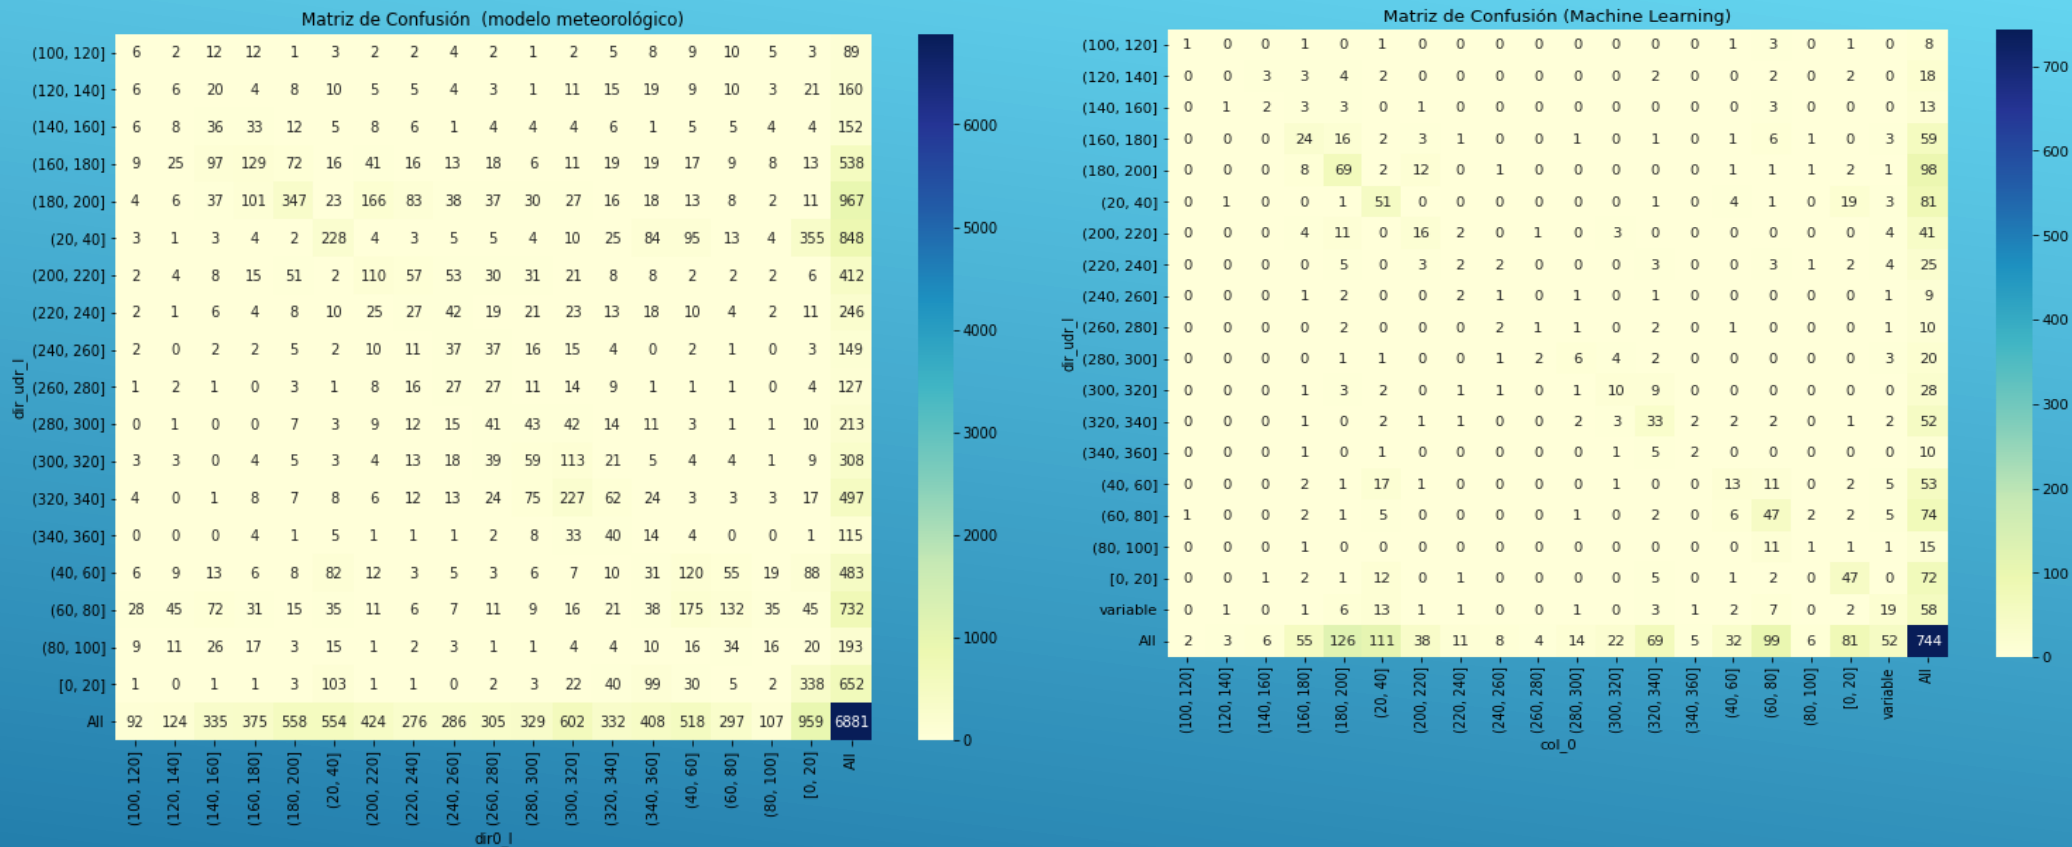 Matriz de Confusión (modelo meteorológico)
(100, 120] 6 2 12 12 1 3 2 2 4 2 1 2 5 8 9 10 5 3 89
(120, 140] 6 6 20 4 8 10 5 5 4 3 1 11 15 19 9 10 3 21 160
(140, 160] 6 8 36 33 12 5 8 6 1 4 4 4 6 1 5 5 4 4 152
(160, 180] 9 25 97 129 72 16 41 16 13 18 6 11 19 19 17 9 8 13 538
(180, 200] 4 6 37 101 347 23 166 83 38 37 30 27 16 18 13 8 2 11 967
(20, 40] 3 1 3 4 2 228 4 3 5 5 4 10 25 84 95 13 4 355 848
(200, 220] 2 4 8 15 51 2 110 57 53 30 31 21 8 8 2 2 2 6 412
(220, 240] 2 1 6 4 8 10 25 27 42 19 21 23 13 18 10 4 2 11 246
(240, 260] 2 0 2 2 5 2 10 11 37 37 16 15 4 0 2 1 0 3 149
(260, 280] 1 2 1 0 3 1 8 16 27 27 11 14 9 1 1 1 0 4 127
(280, 300] 0 1 0 0 7 3 9 12 15 41 43 42 14 11 3 1 1 10 213
(300, 320] 3 3 0 4 5 3 4 13 18 39 59 113 21 5 4 4 1 9 308
(320, 340] 4 0 1 8 7 8 6 12 13 24 75 227 62 24 3 3 3 17 497
(340, 360] 0 0 0 4 1 5 1 1 1 2 8 33 40 14 4 0 0 1 115
(40, 60] 6 9 13 6 8 82 12 3 5 3 6 7 10 31 120 55 19 88 483
(60, 80] 28 45 72 31 15 35 11 6 7 11 9 16 21 38 175 132 35 45 732
(80, 100] 9 11 26 17 3 15 1 2 3 1 1 4 4 10 16 34 16 20 193
[0, 20] 1 0 1 1 3 103 1 1 0 2 3 22 40 99 30 5 2 338 652
All 92 124 335 375 558 554 424 276 286 305 329 602 332 408 518 297 107 959 6881
(100, 120] (120, 140] (140, 160] (160, 180] (180, 200] (20, 40] (200, 220] (220, 240] (240, 260] (260, 280] (280, 300] (300, 320] (320, 340] (340, 360] (40, 60] (60, 80] (80, 100] [0, 20] All
dir_udr_l
dir0_l
6000
5000
4000
3000
2000
1000
0
Matriz de Confusión (Machine Learning)
(100, 120] 1 0 0 1 0 1 0 0 0 0 0 0 0 0 1 3 0 1 0 8
(120, 140] 0 0 3 3 4 2 0 0 0 0 0 0 2 0 0 2 0 2 0 18
(140, 160] 0 1 2 3 3 0 1 0 0 0 0 0 0 0 0 3 0 0 0 13
(160, 180] 0 0 0 24 16 2 3 1 0 0 1 0 1 0 1 6 1 0 3 59
(180, 200] 0 0 0 8 69 2 12 0 1 0 0 0 0 0 1 1 1 2 1 98
(20, 40] 0 1 0 0 1 51 0 0 0 0 0 0 1 0 4 1 0 19 3 81
(200, 220] 0 0 0 4 11 0 16 2 0 1 0 3 0 0 0 0 0 0 4 41
(220, 240] 0 0 0 0 5 0 3 2 2 0 0 0 3 0 0 3 1 2 4 25
(240, 260] 0 0 0 1 2 0 0 2 1 0 1 0 1 0 0 0 0 0 1 9
(260, 280] 0 0 0 0 2 0 0 0 2 1 1 0 2 0 1 0 0 0 1 10
(280, 300] 0 0 0 0 1 1 0 0 1 2 6 4 2 0 0 0 0 0 3 20
(300, 320] 0 0 0 1 3 2 0 1 1 0 1 10 9 0 0 0 0 0 0 28
(320, 340] 0 0 0 1 0 2 1 1 0 0 2 3 33 2 2 2 0 1 2 52
(340, 360] 0 0 0 1 0 1 0 0 0 0 0 1 5 2 0 0 0 0 0 10
(40, 60] 0 0 0 2 1 17 1 0 0 0 0 1 0 0 13 11 0 2 5 53
(60, 80] 1 0 0 2 1 5 0 0 0 0 1 0 2 0 6 47 2 2 5 74
(80, 100] 0 0 0 1 0 0 0 0 0 0 0 0 0 0 0 11 1 1 1 15
[0, 20] 0 0 1 2 1 12 0 1 0 0 0 0 5 0 1 2 0 47 0 72
variable 0 1 0 1 6 13 1 1 0 0 1 0 3 1 2 7 0 2 19 58
All 2 3 6 55 126 111 38 11 8 4 14 22 69 5 32 99 6 81 52 744
(100, 120] (120, 140] (140, 160] (160, 180] (180, 200] (20, 40] (200, 220] (220, 240] (240, 260] (260, 280] (280, 300] (300, 320] (320, 340] (340, 360] (40, 60] (60, 80] (80, 100] [0, 20] variable All
dir_udr_l
col_0
700
600
500
400
300
200
100
0